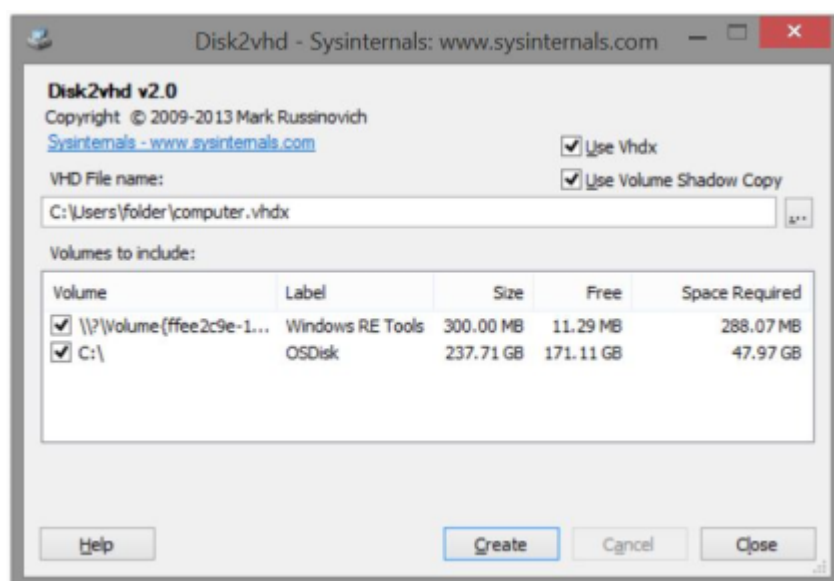 Disk2vhd - Sysinternals: www.sysinternals.com
Disk2vhd v2.0
Copyright © 2009-2013 Mark Russinovich
Sysinternals - www.sysinternals.com
Use Vhdx
VHD File name:
Use Volume Shadow Copy
C:\Users\folder\computer.vhdx
...
Volumes to include:
Volume Label Size Free Space Required
\\?\Volume{ffee2c9e-1... Windows RE Tools 300.00 MB 11.29 MB 288.07 MB
C:\ OSDisk 237.71 GB 171.11 GB 47.97 GB
Help Create Cancel Close